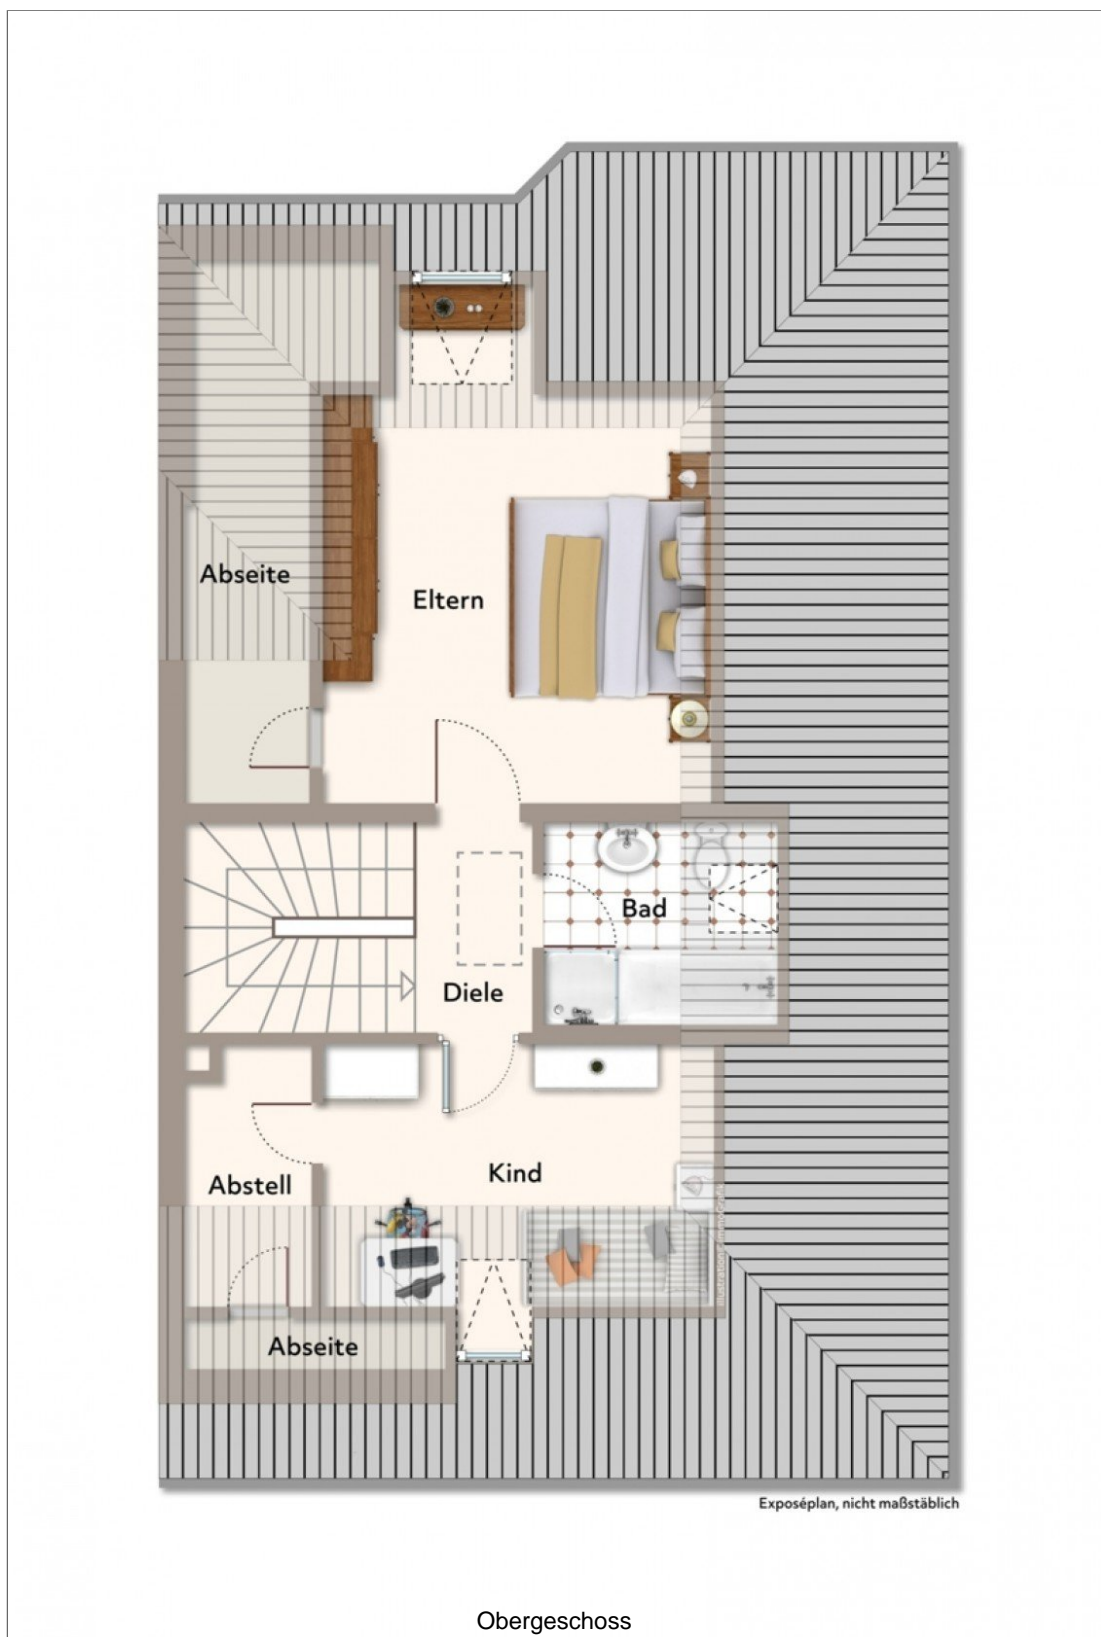 Abseite
Eltern
Bad
Diele
Kind
Abstell
Abseite
Exposéplan, nicht maßstäblich
Obergeschoss